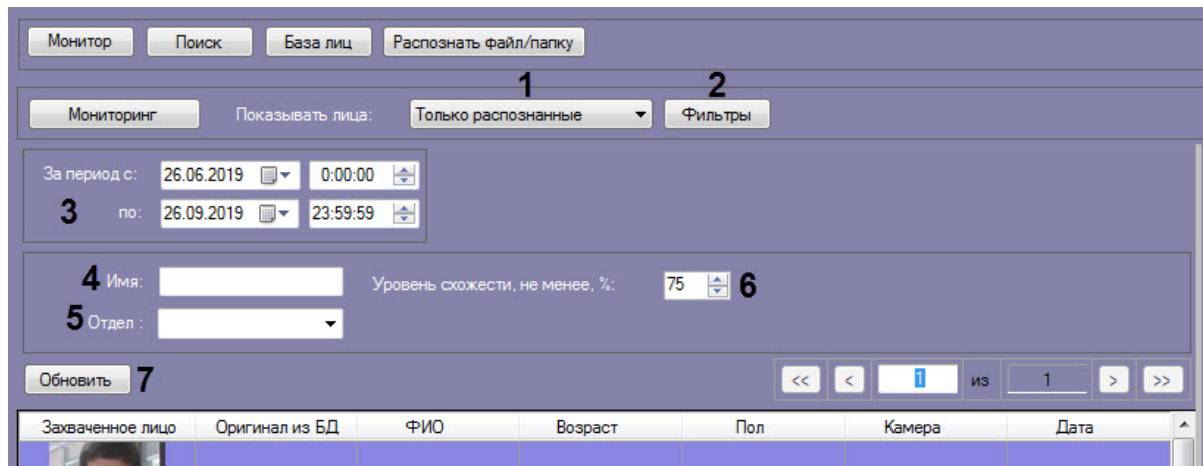 Монитор Поиск База лиц Распознать файл/папку
1 2
Мониторинг Показывать лица: Только распознанные Фильтры
За период с: 26.06.2019 0:00:00
3 по: 26.09.2019 23:59:59
4 Имя: Уровень схожести, не менее, %: 75 6
5 Отдел :
Обновить 7 << < 1 из 1 > >>
Захваченное лицо Оригинал из БД ФИО Возраст Пол Камера Дата